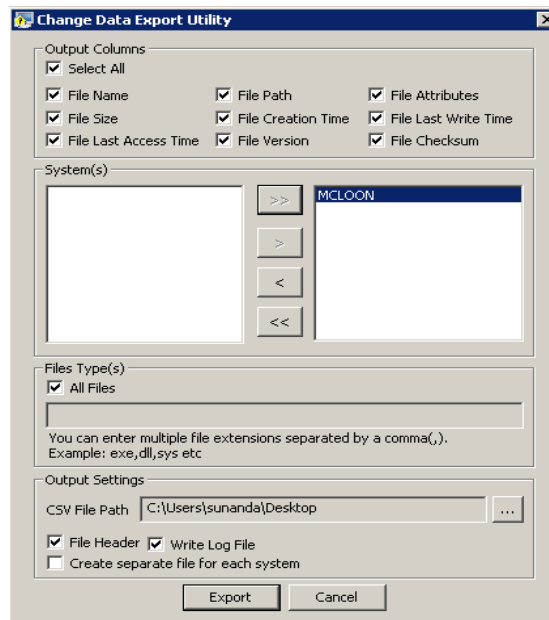 Change Data Export Utility
Output Columns
Select All
File Name File Path File Attributes
File Size File Creation Time File Last Write Time
File Last Access Time File Version File Checksum
System(s)
>>
MCLOON
>
<
<<
Files Type(s)
All Files
You can enter multiple file extensions separated by a comma(,).
Example: exe,dll,sys etc
Output Settings
CSV File Path C:\Users\sunanda\Desktop ...
File Header Write Log File
Create separate file for each system
Export Cancel